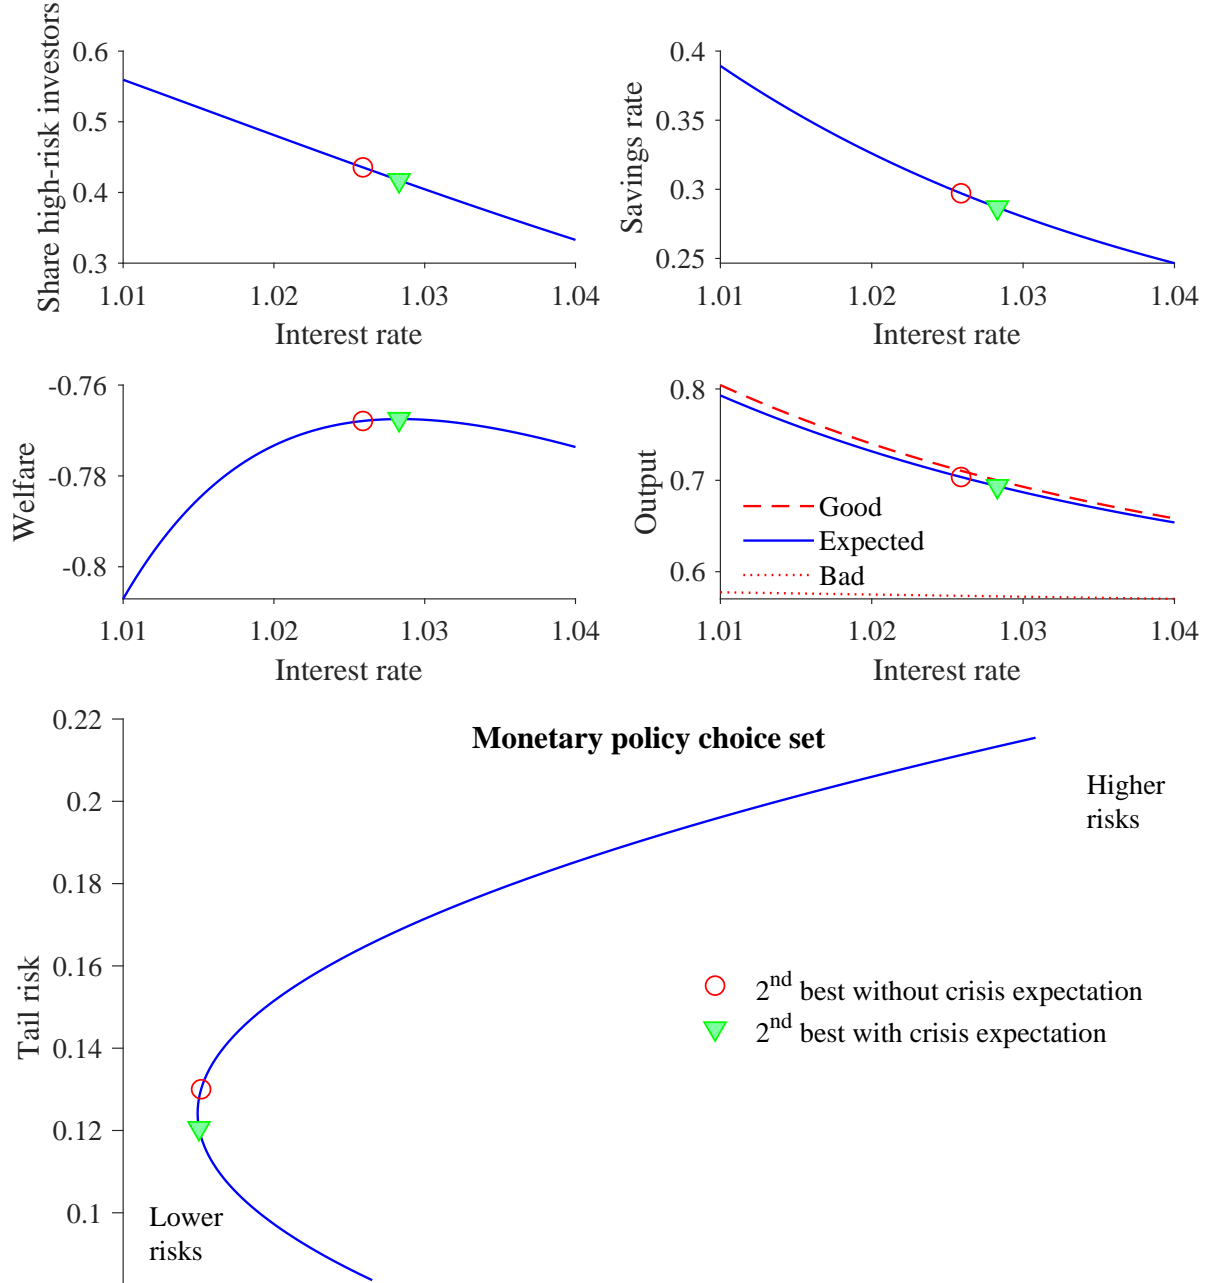 Share high-risk investors
0.6
0.5
0.4
0.3
1.01
1.02
1.03
1.04
Interest rate
Savings rate
0.4
0.35
0.3
0.25
1.01
1.02
1.03
1.04
Interest rate
Welfare
-0.76
-0.78
-0.8
1.01
1.02
1.03
1.04
Interest rate
Output
0.8
0.7
0.6
Good
Expected
Bad
1.01
1.02
1.03
1.04
Interest rate
Monetary policy choice set
Tail risk
0.22
0.2
0.18
0.16
0.14
0.12
0.1
Higher
risks
2nd best without crisis expectation
2nd best with crisis expectation
Lower
risks